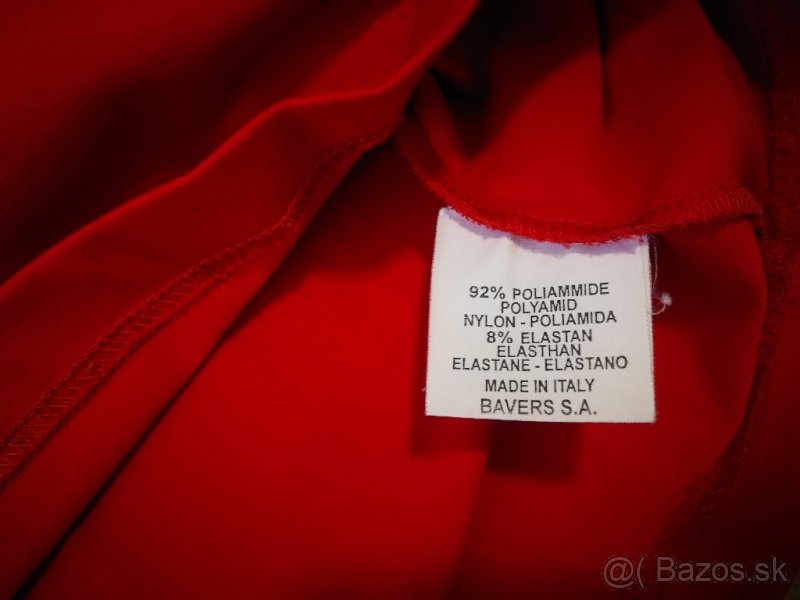 92% POLIAMMIDE
POLYAMID
NYLON - POLIAMIDA
8% ELASTAN
ELASTHAN
ELASTANE - ELASTANO
MADE IN ITALY
BAVERS S.A.
@( Bazos.sk